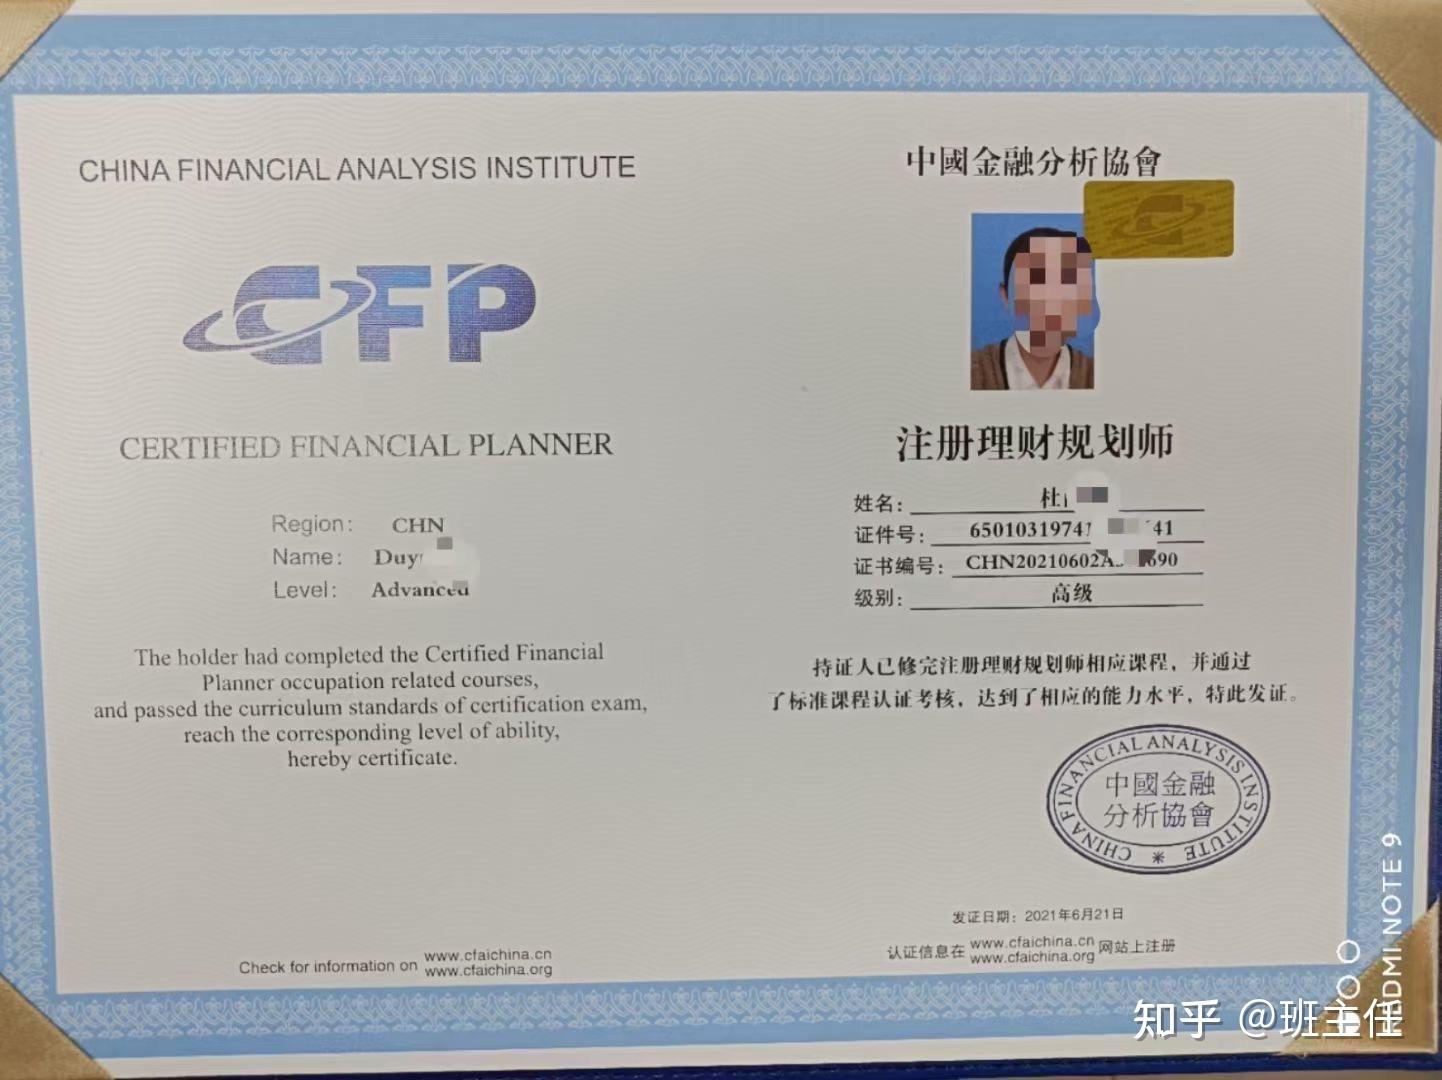 CHINA FINANCIAL ANALYSIS INSTITUTE
CFP
CERTIFIED FINANCIAL PLANNER
Region: CHN
Name: Duy
Level: Advanced
The holder had completed the Certified Financial
Planner occupation related courses,
and passed the curriculum standards of certification exam,
reach the corresponding level of ability,
hereby certificate.
Check for information on
www.cfaichina.cn
www.cfaichina.org
中國金融分析協會
注册理财规划师
姓名: 杜
证件号:
证书编号:
级别: 高级
持证人已修完注册理财规划师相应课程，并通过
了标准课程认证考核，达到了相应的能力水平，特此发证。
CHINA FINANCIAL ANALYSIS INSTITUTE
中國金融
分析協會
发证日期: 2021年6月21日
认证信息在 www.cfaichina.cn 网站上注册
www.cfaichina.org
REDMI NOTE 9
知乎 @班主任